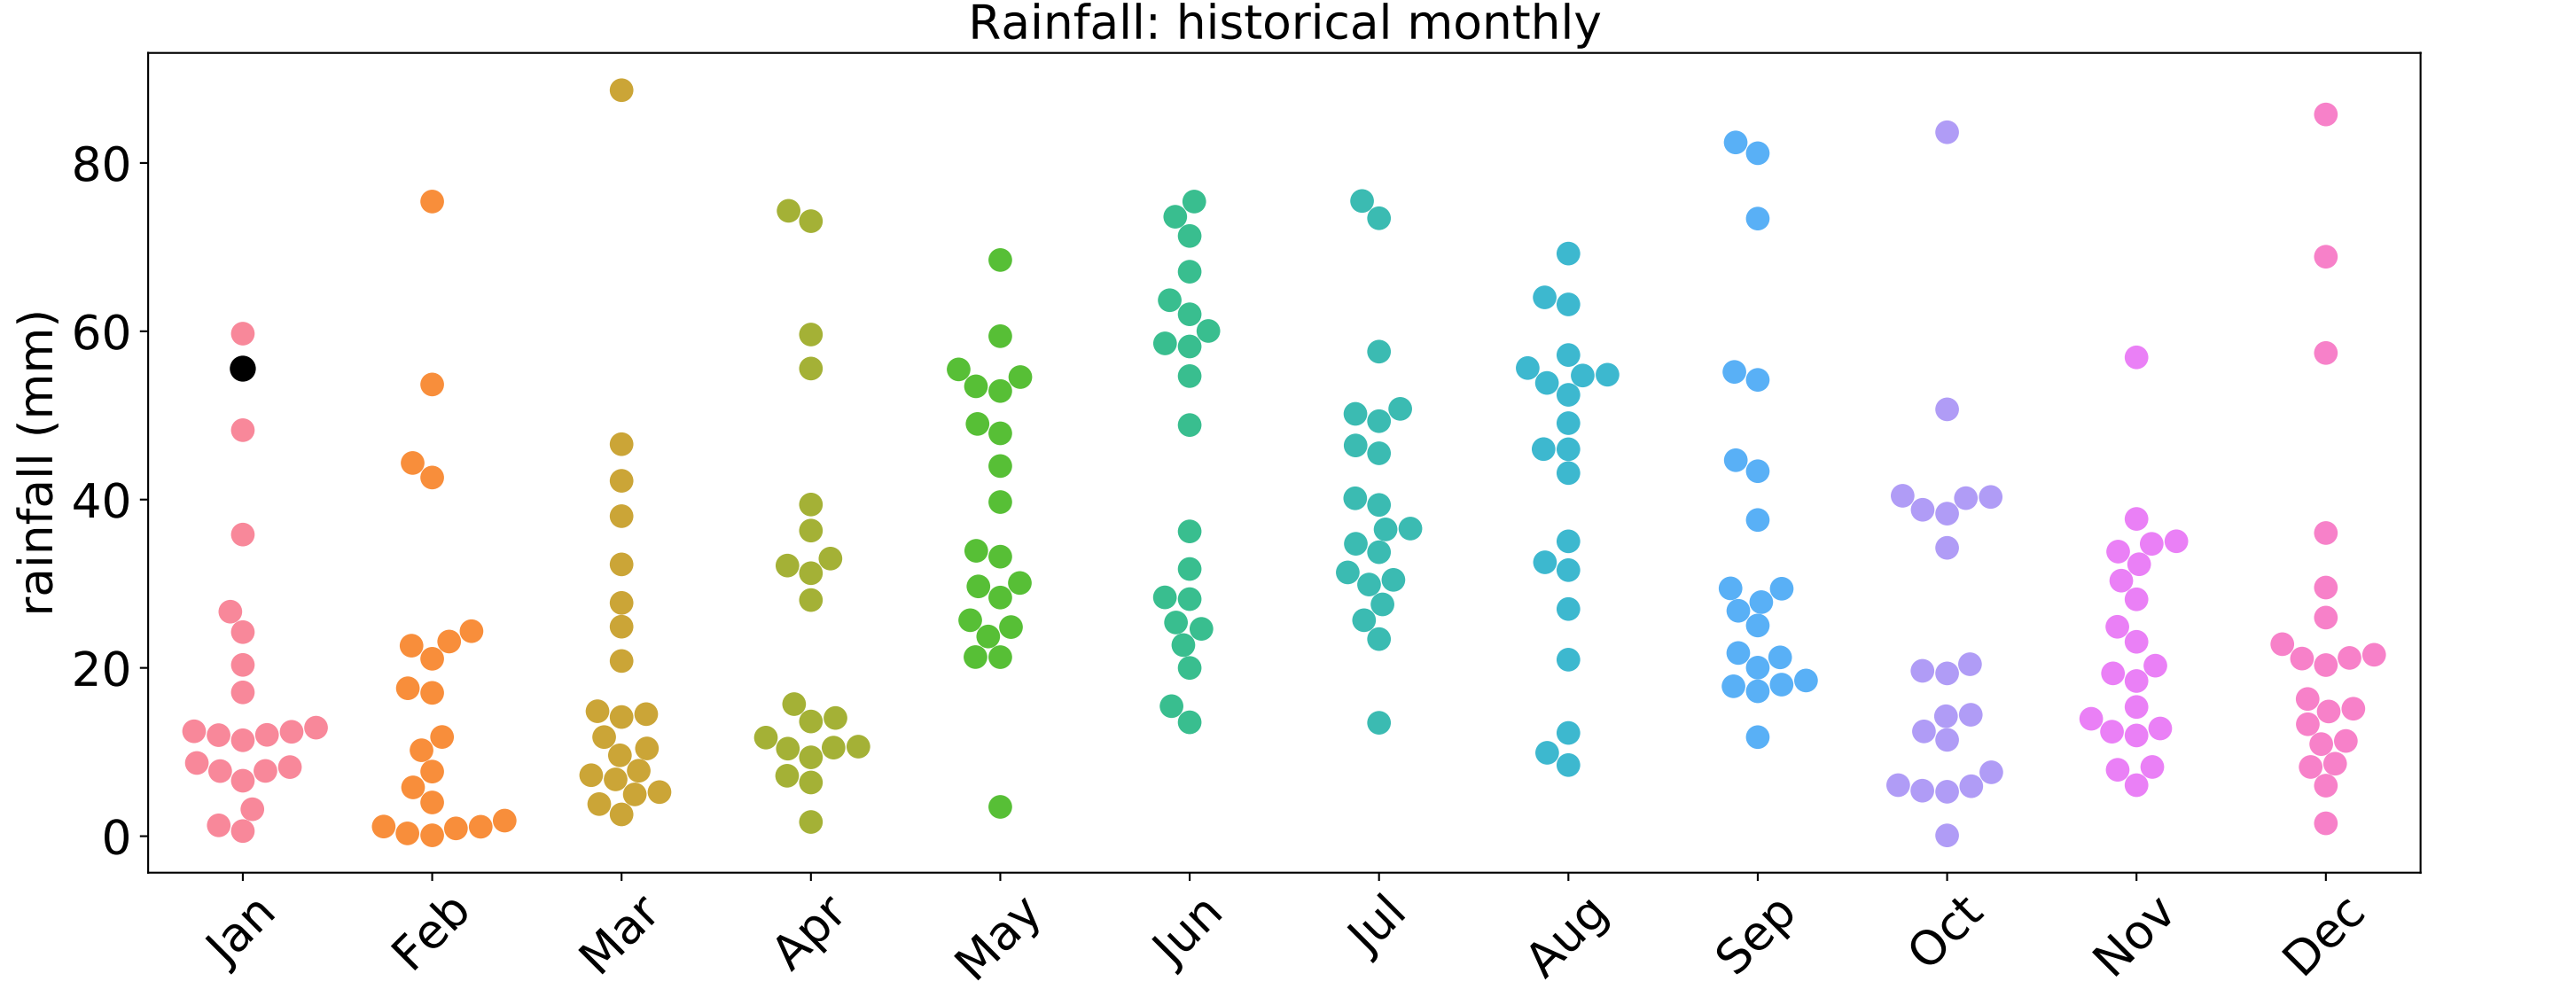 Rainfall: historical monthly
rainfall (mm)
80
60
40
20
0
Jan
Feb
Mar
Apr
May
Jun
Jul
Aug
Sep
Oct
Nov
Dec